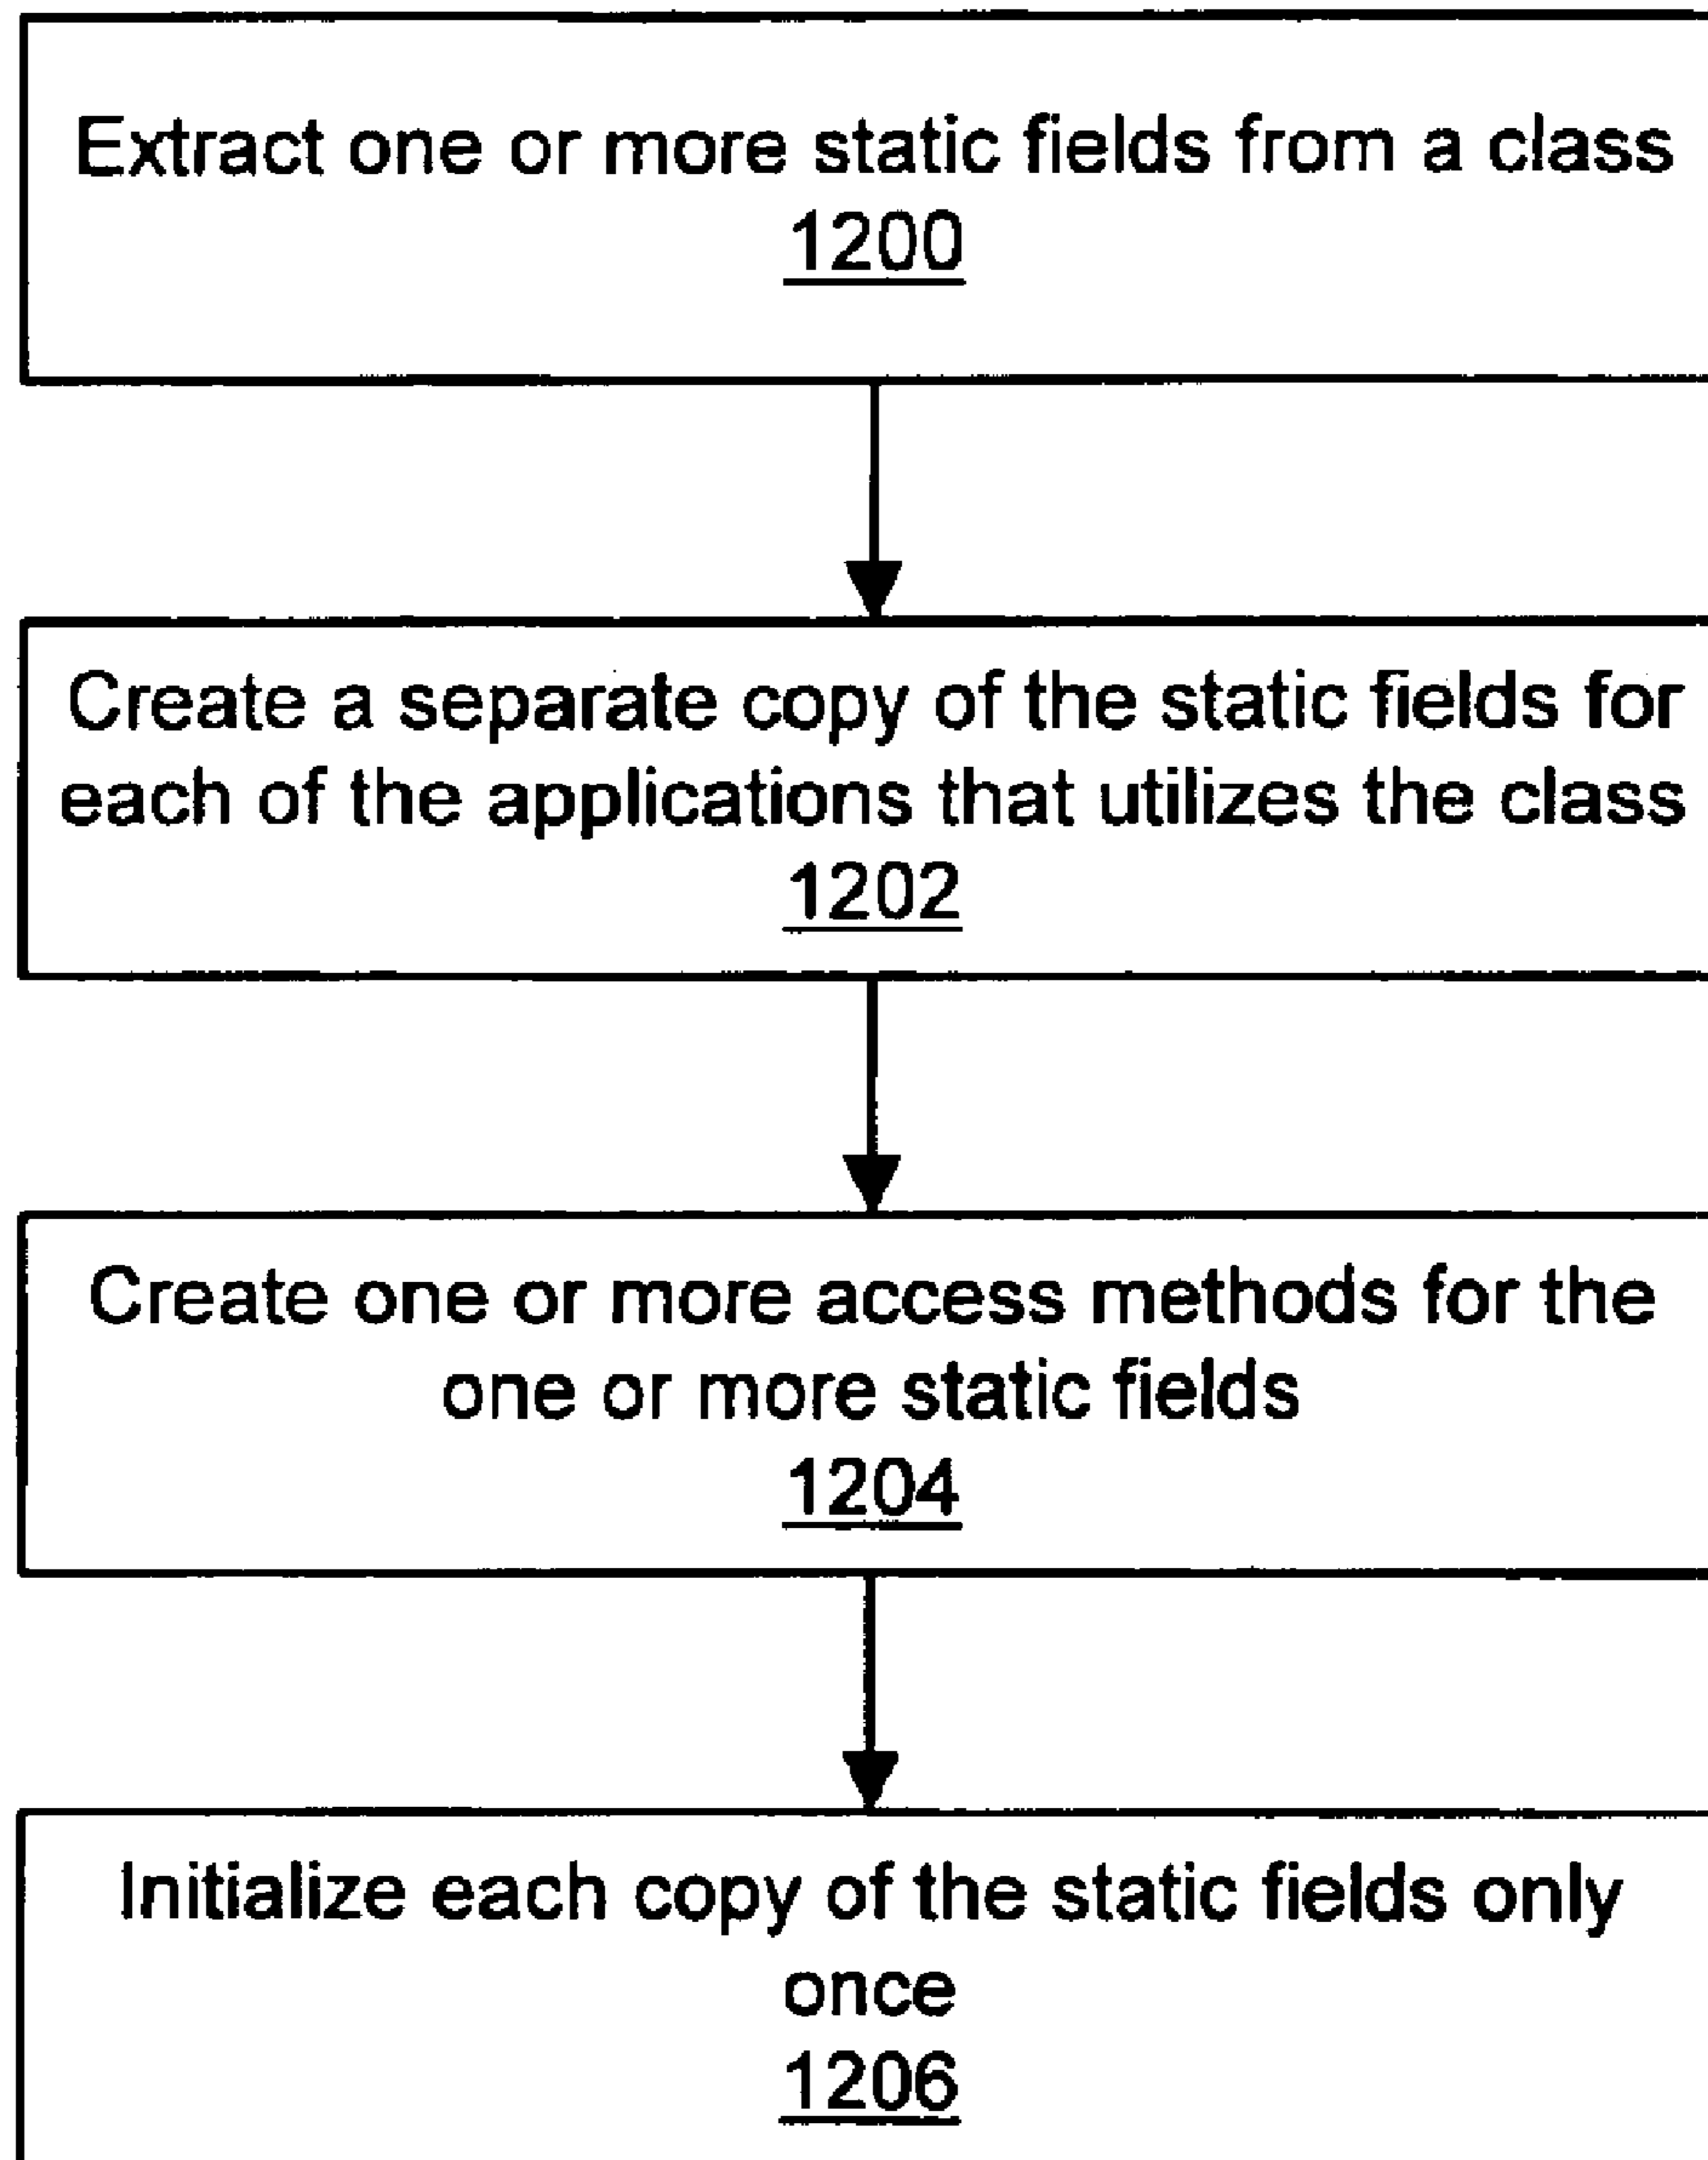 Extract one or more static fields from a class
1200
Create a separate copy of the static fields for
each of the applications that utilizes the class
1202
Create one or more access methods for the
one or more static fields
1204
Initialize each copy of the static fields only
once
1206